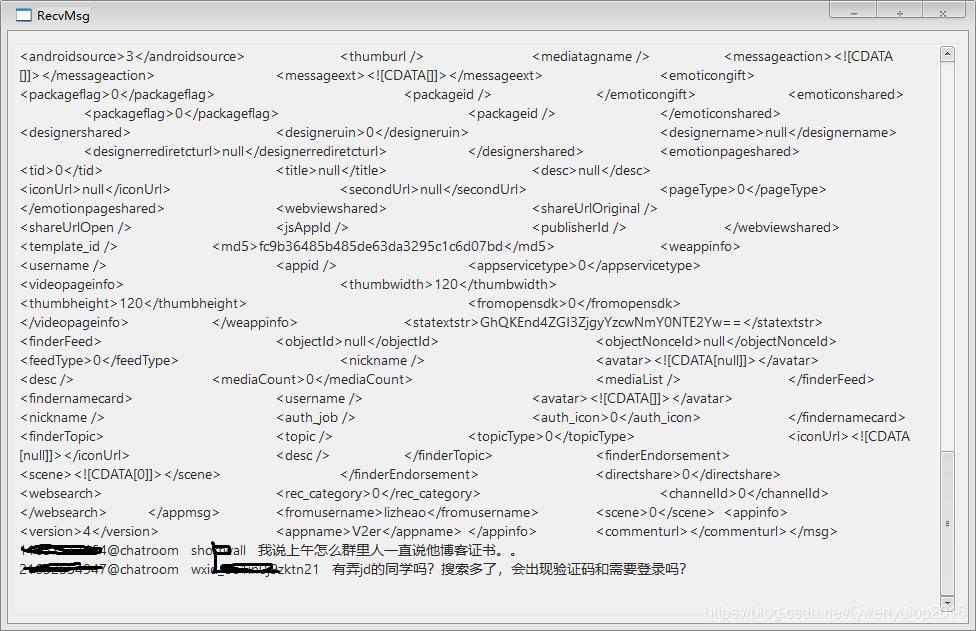 RecvMsg
<androidsource>3</androidsource> <thumburl /> <mediatagname /> <messageaction><![CDATA
[]]></messageaction> <messageext><![CDATA[]]></messageext> <emoticongift>
<packageflag>0</packageflag> <packageid /> </emoticongift> <emoticonshared>
<packageflag>0</packageflag> <packageid /> </emoticonshared>
<designershared> <designeruin>0</designeruin> <designername>null</designername>
<designerrediretcturl>null</designerrediretcturl> </designershared> <emotionpageshared>
<tid>0</tid> <title>null</title> <desc>null</desc>
<iconUrl>null</iconUrl> <secondUrl>null</secondUrl> <pageType>0</pageType>
</emotionpageshared> <webviewshared> <shareUrlOriginal />
<shareUrlOpen /> <jsAppId /> <publisherId /> </webviewshared>
<template_id /> <md5>fc9b36485b485de63da3295c1c6d07bd</md5> <weappinfo>
<username /> <appid /> <appservicetype>0</appservicetype>
<videopageinfo> <thumbwidth>120</thumbwidth>
<thumbheight>120</thumbheight> <fromopensdk>0</fromopensdk>
</videopageinfo> </weappinfo> <statextstr>GhQKEnd4ZGI3ZjgyYzcwNmY0NTE2Yw==</statextstr>
<finderFeed> <objectId>null</objectId> <objectNonceId>null</objectNonceId>
<feedType>0</feedType> <nickname /> <avatar><![CDATA[null]]></avatar>
<desc /> <mediaCount>0</mediaCount> <mediaList /> </finderFeed>
<findernamecard> <username /> <avatar><![CDATA[]]></avatar>
<nickname /> <auth_job /> <auth_icon>0</auth_icon> </findernamecard>
<finderTopic> <topic /> <topicType>0</topicType> <iconUrl><![CDATA
[null]]></iconUrl> <desc /> </finderTopic> <finderEndorsement>
<scene><![CDATA[0]]></scene> </finderEndorsement> <directshare>0</directshare>
<websearch> <rec_category>0</rec_category> <channelId>0</channelId>
</websearch> </appmsg> <fromusername>lizheao</fromusername> <scene>0</scene> <appinfo>
<version>4</version> <appname>V2er</appname> </appinfo> <commenturl></commenturl></msg>
@chatroom 我说上午怎么群里人一直说他博客证书。。
@chatroom 有弄jd的同学吗？搜索多了，会出现验证码和需要登录吗？
https://blog.csdn.net/Qwertyuiop2016